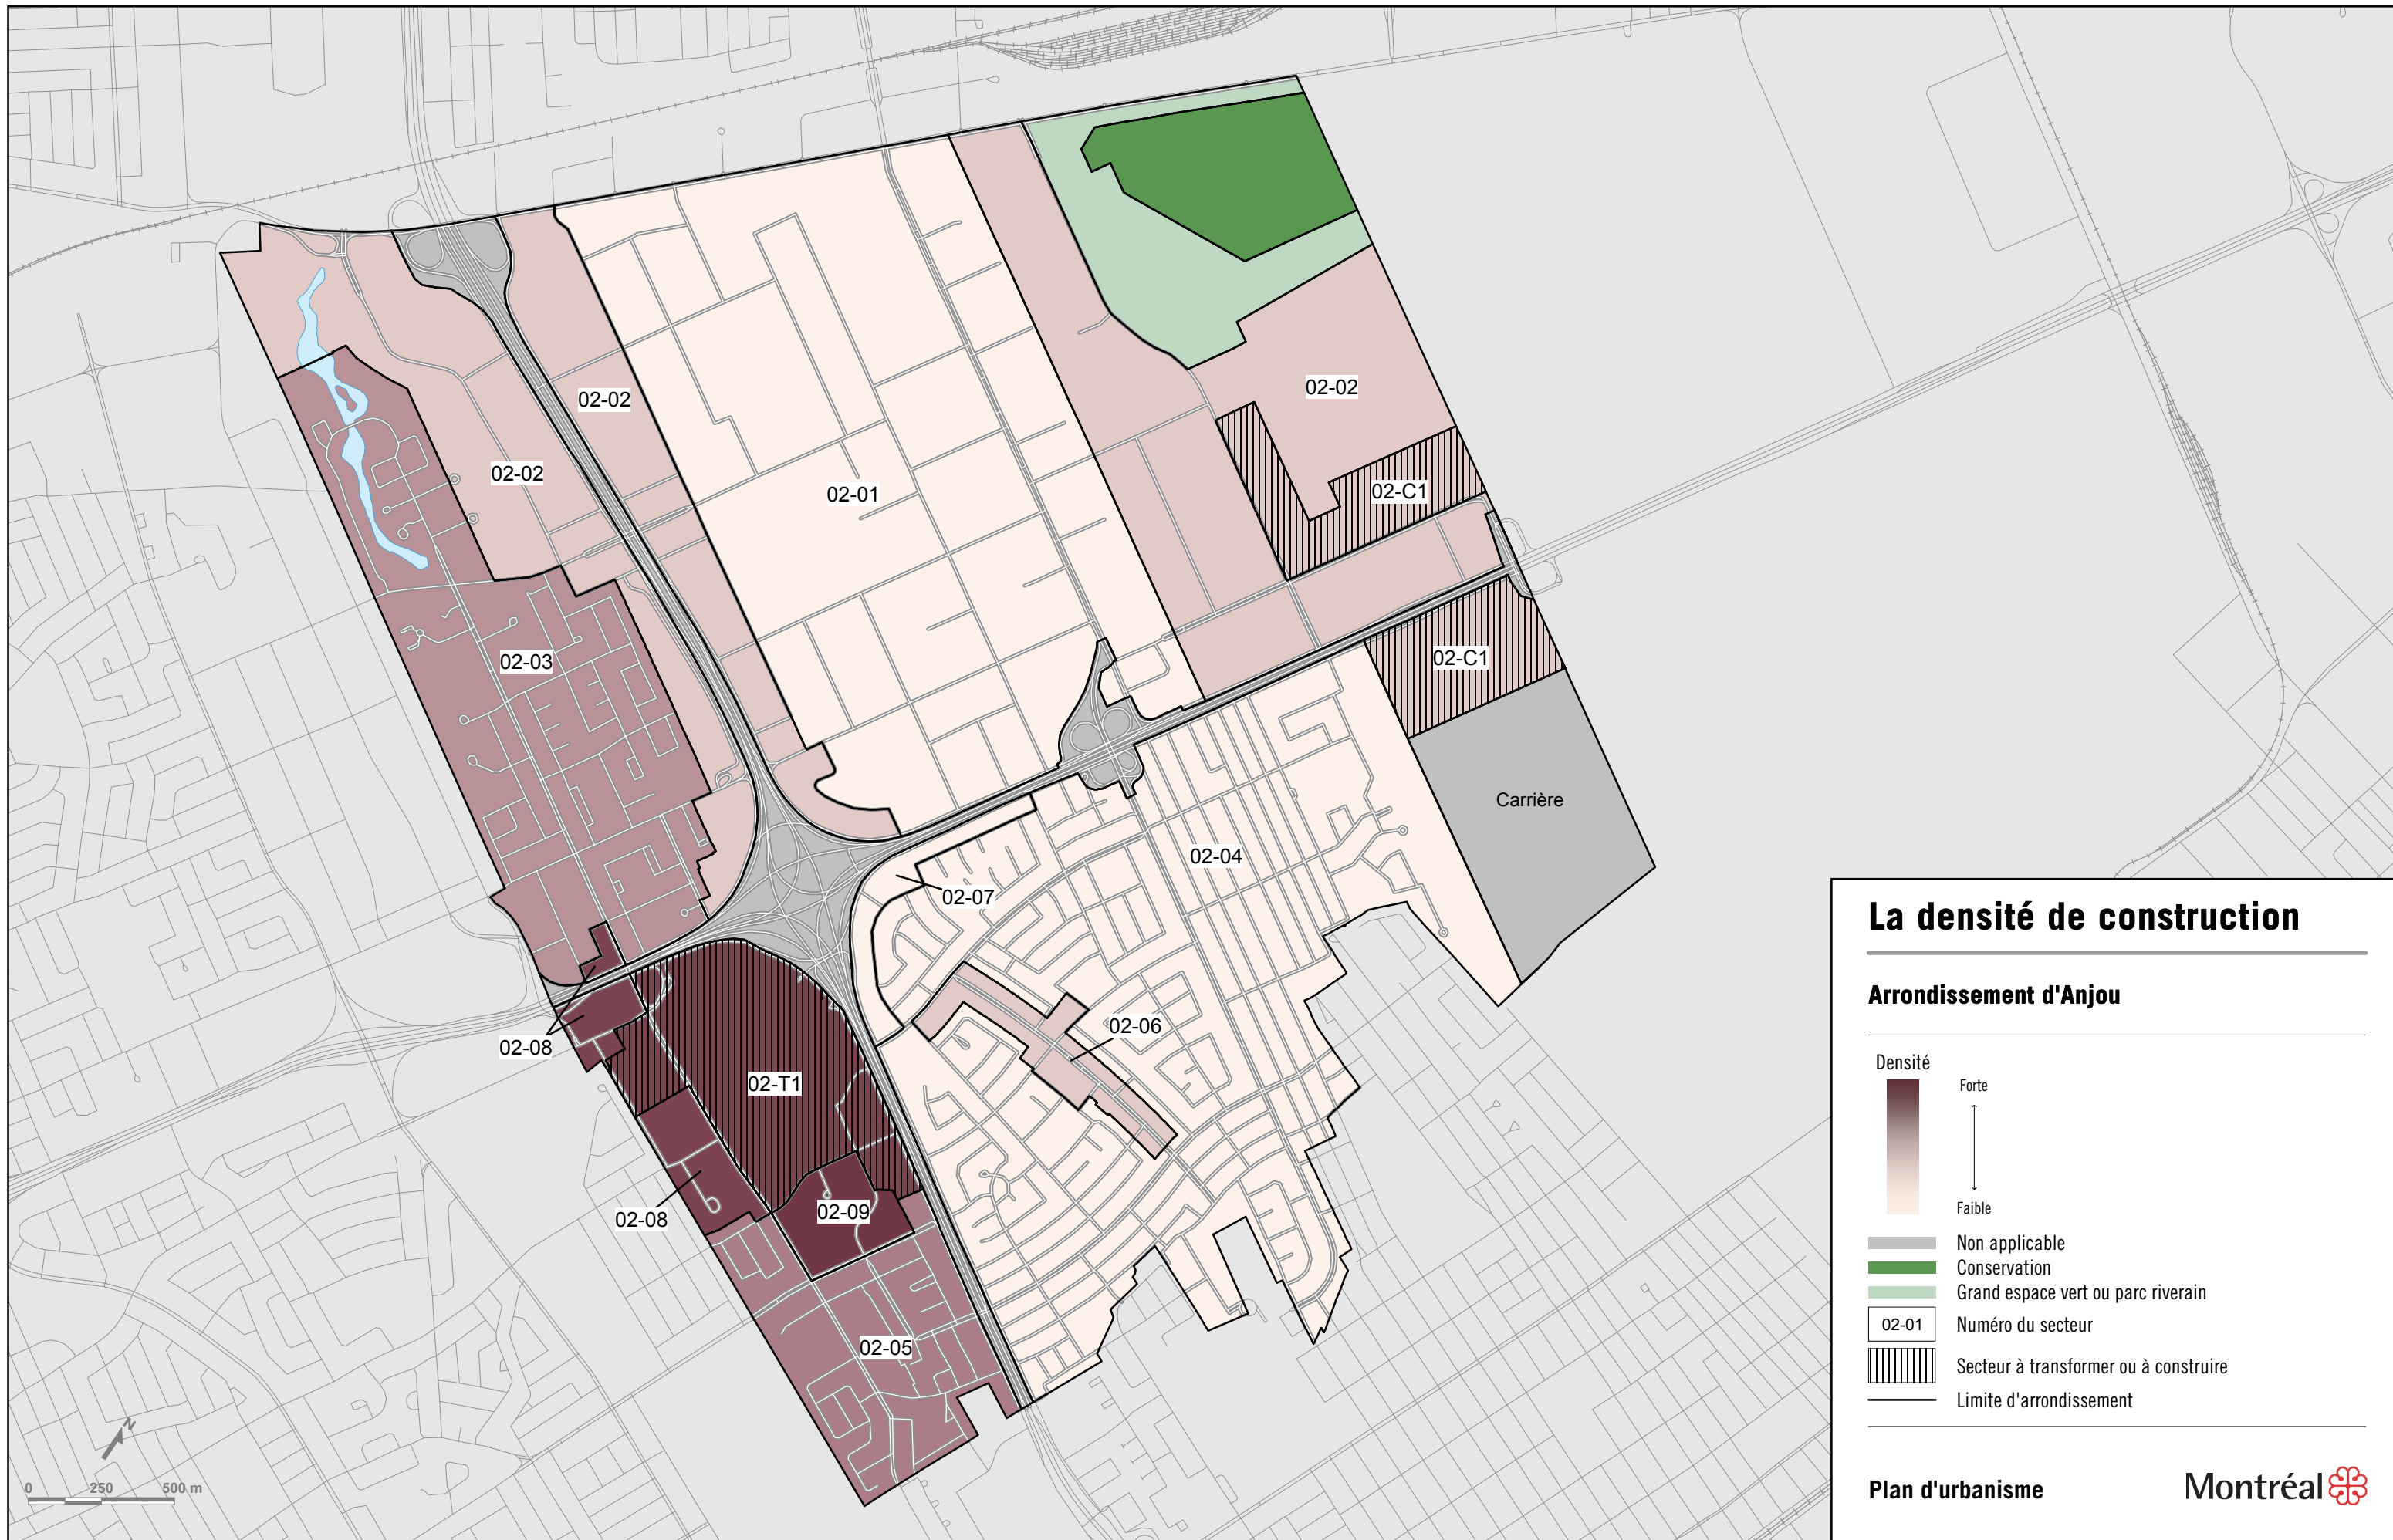 02-02
02-02
02-02
02-01
02-C1
02-03
02-C1
Carrière
02-04
02-07
02-06
02-08
02-T1
02-09
02-08
02-05
N
0 250 500 m
La densité de construction
Arrondissement d'Anjou
Densité
Forte
Faible
Non applicable
Conservation
Grand espace vert ou parc riverain
02-01 Numéro du secteur
Secteur à transformer ou à construire
Limite d'arrondissement
Plan d'urbanisme
Montréal